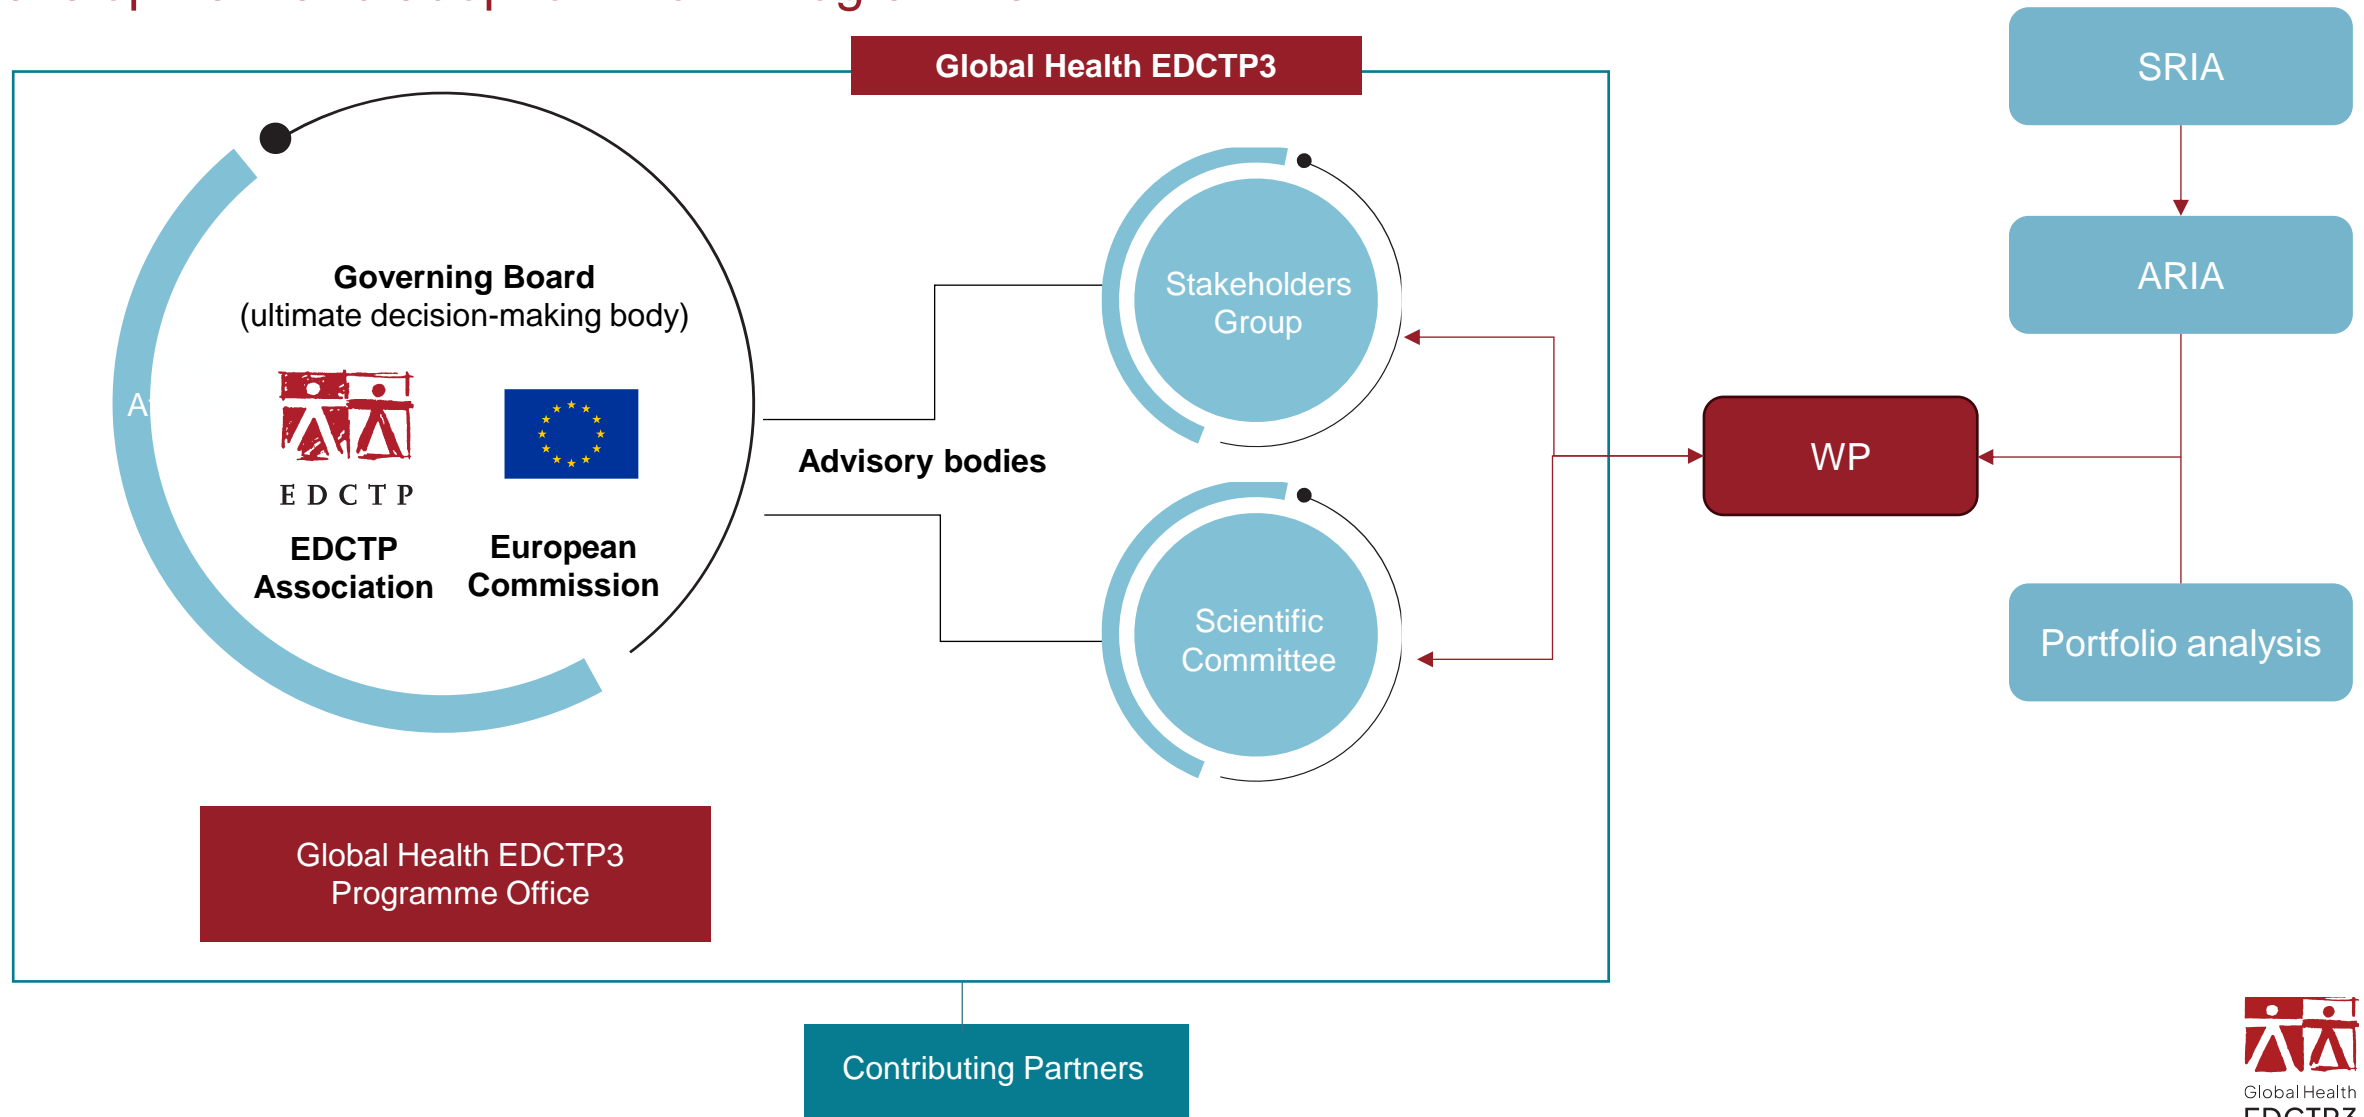 Global Health EDCTP3
SRIA
ARIA
Governing Board
(ultimate decision-making body)
Stakeholders
Group
EDCTP
EDCTP
Association
European
Commission
Advisory bodies
WP
Scientific
Committee
Portfolio analysis
Global Health EDCTP3
Programme Office
Contributing Partners
Global Health
EDCTP3